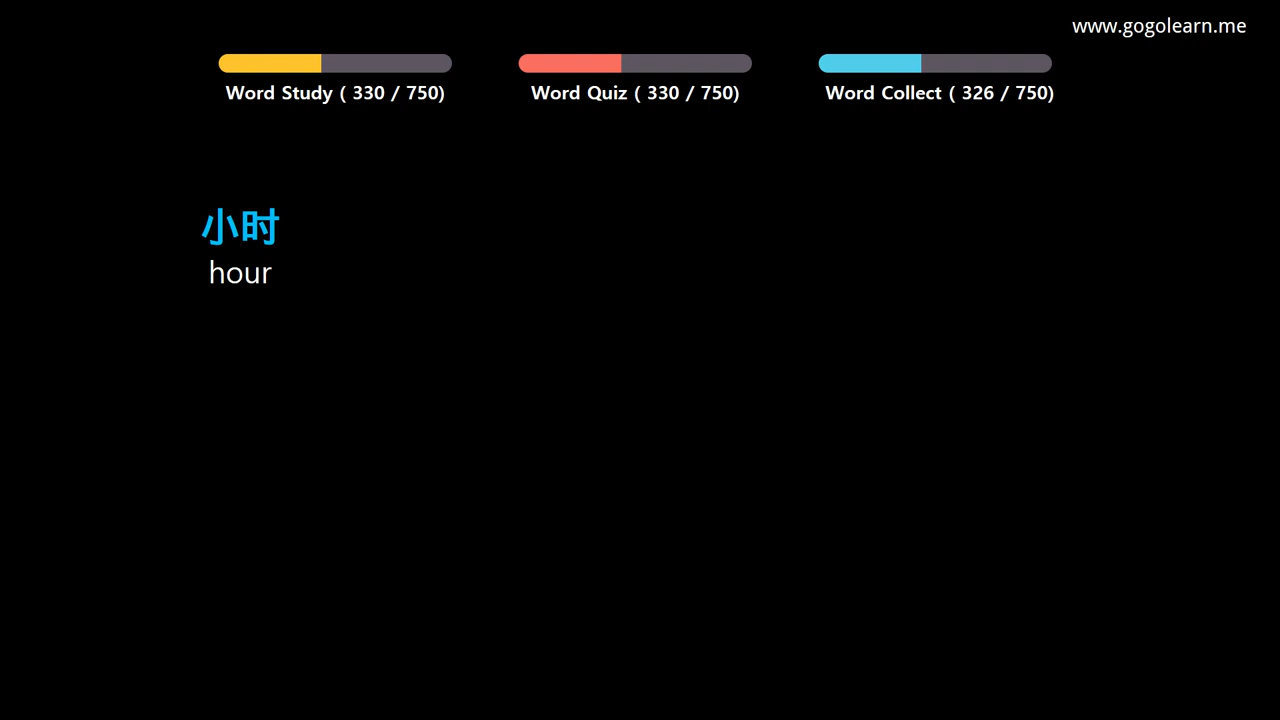 www.gogolearn.me
Word Study ( 330 / 750)
Word Quiz ( 330 / 750)
Word Collect ( 326 / 750)
小时
hour